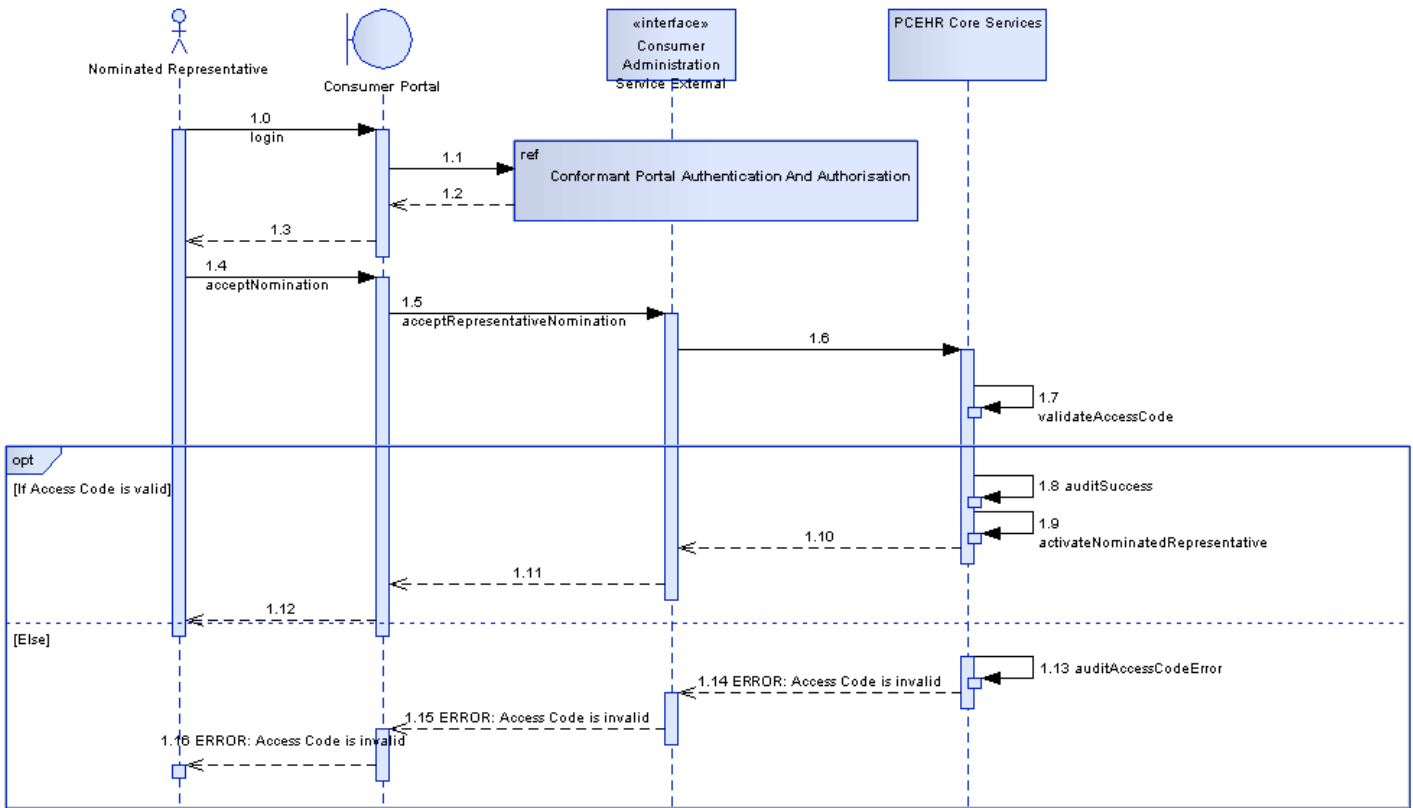 «interface»
Consumer
Administration
Service External
PCEHR Core Services
Nominated Representative
Consumer Portal
1.0
login
ref
Conformant Portal Authentication And Authorisation
1.1
1.2
1.3
1.4
acceptNomination
1.5
acceptRepresentativeNomination
1.6
1.7
validateAccessCode
opt
[If Access Code is valid]
1.8 auditSuccess
1.9
activateNominatedRepresentative
1.10
1.11
1.12
[Else]
1.13 auditAccessCodeError
1.14 ERROR: Access Code is invalid
1.15 ERROR: Access Code is invalid
1.16 ERROR: Access Code is invalid